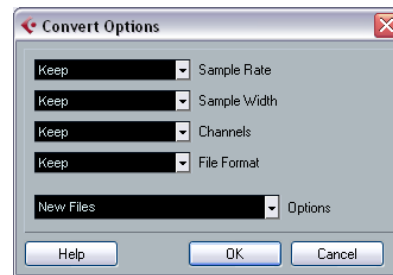 Convert Options
Keep Sample Rate
Keep Sample Width
Keep Channels
Keep File Format
New Files Options
Help OK Cancel